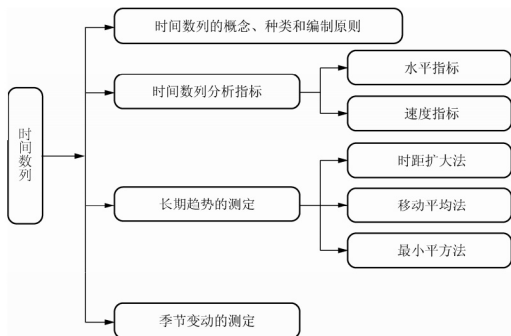 时间数列的概念、种类和编制原则
水平指标
时间数列分析指标
速度指标
时间数列
时距扩大法
长期趋势的测定
移动平均法
最小平方法
季节变动的测定